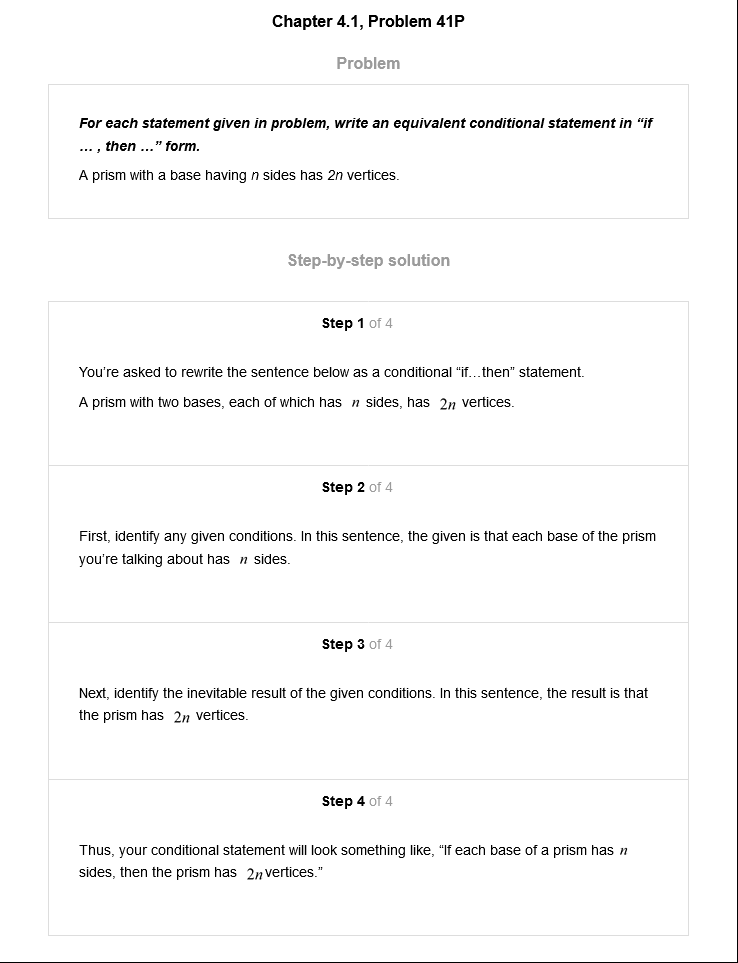 Chapter 4.1, Problem 41P
Problem
For each statement given in problem, write an equivalent conditional statement in “if
... , then ...” form.
A prism with a base having n sides has 2n vertices.
Step-by-step solution
Step 1 of 4
You’re asked to rewrite the sentence below as a conditional “if…then” statement.
A prism with two bases, each of which has n sides, has 2n vertices.
Step 2 of 4
First, identify any given conditions. In this sentence, the given is that each base of the prism
you’re talking about has n sides.
Step 3 of 4
Next, identify the inevitable result of the given conditions. In this sentence, the result is that
the prism has 2n vertices.
Step 4 of 4
Thus, your conditional statement will look something like, “If each base of a prism has n
sides, then the prism has 2n vertices.”